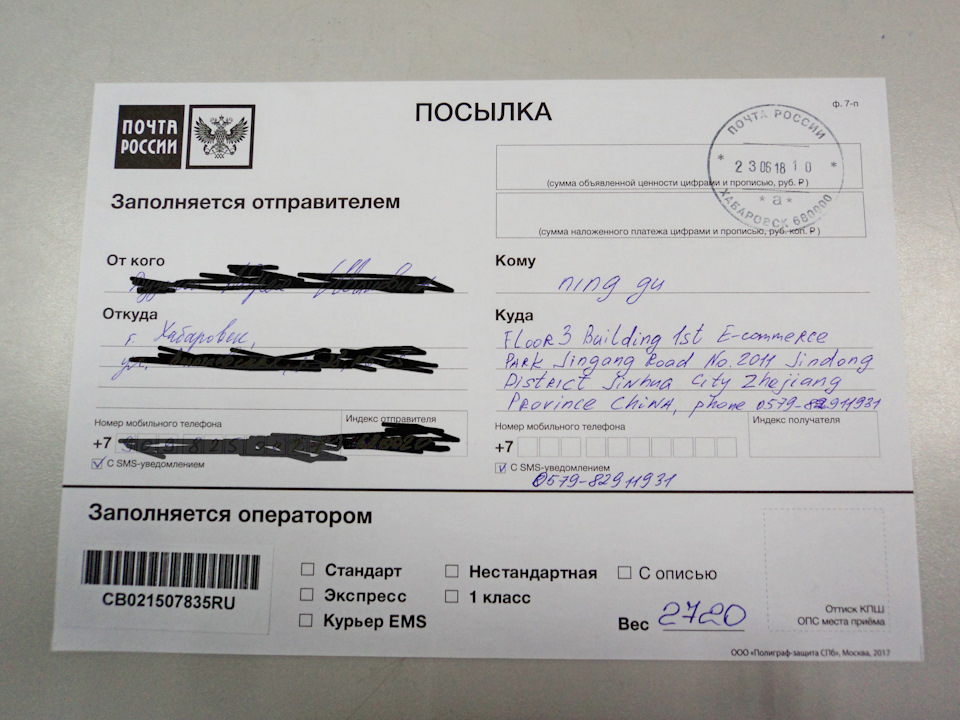 ПОЧТА
РОССИИ
ПОСЫЛКА
ф. 7-п
ПОЧТА РОССИИ
* 23 06 18 10 *
* а *
ХАБАРОВСК 680000
(сумма объявленной ценности цифрами и прописью, руб. ₽)
(сумма наложенного платежа цифрами и прописью, руб. коп. ₽)
Заполняется отправителем
От кого
Откуда
г. Хабаровск,
ул.
Номер мобильного телефона
Индекс отправителя
+7
С SMS-уведомлением
Кому
ning gu
Куда
Floor 3 Building 1st E-commerce
Park Jingang Road No. 2011 Jindong
District Jinhua City Zhejiang
Province China, phone 0579-82911931
Номер мобильного телефона
Индекс получателя
+7
С SMS-уведомлением
0579-82911931
Заполняется оператором
CB021507835RU
Стандарт
Экспресс
Курьер EMS
Нестандартная
1 класс
С описью
Вес 2720
Оттиск КПШ
ОПС места приёма
ООО «Полиграф-защита СПб», Москва, 2017